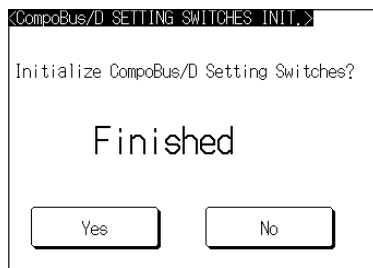 <CompoBus/D SETTING SWITCHES INIT.>
Initialize CompoBus/D Setting Switches?
Finished
Yes No